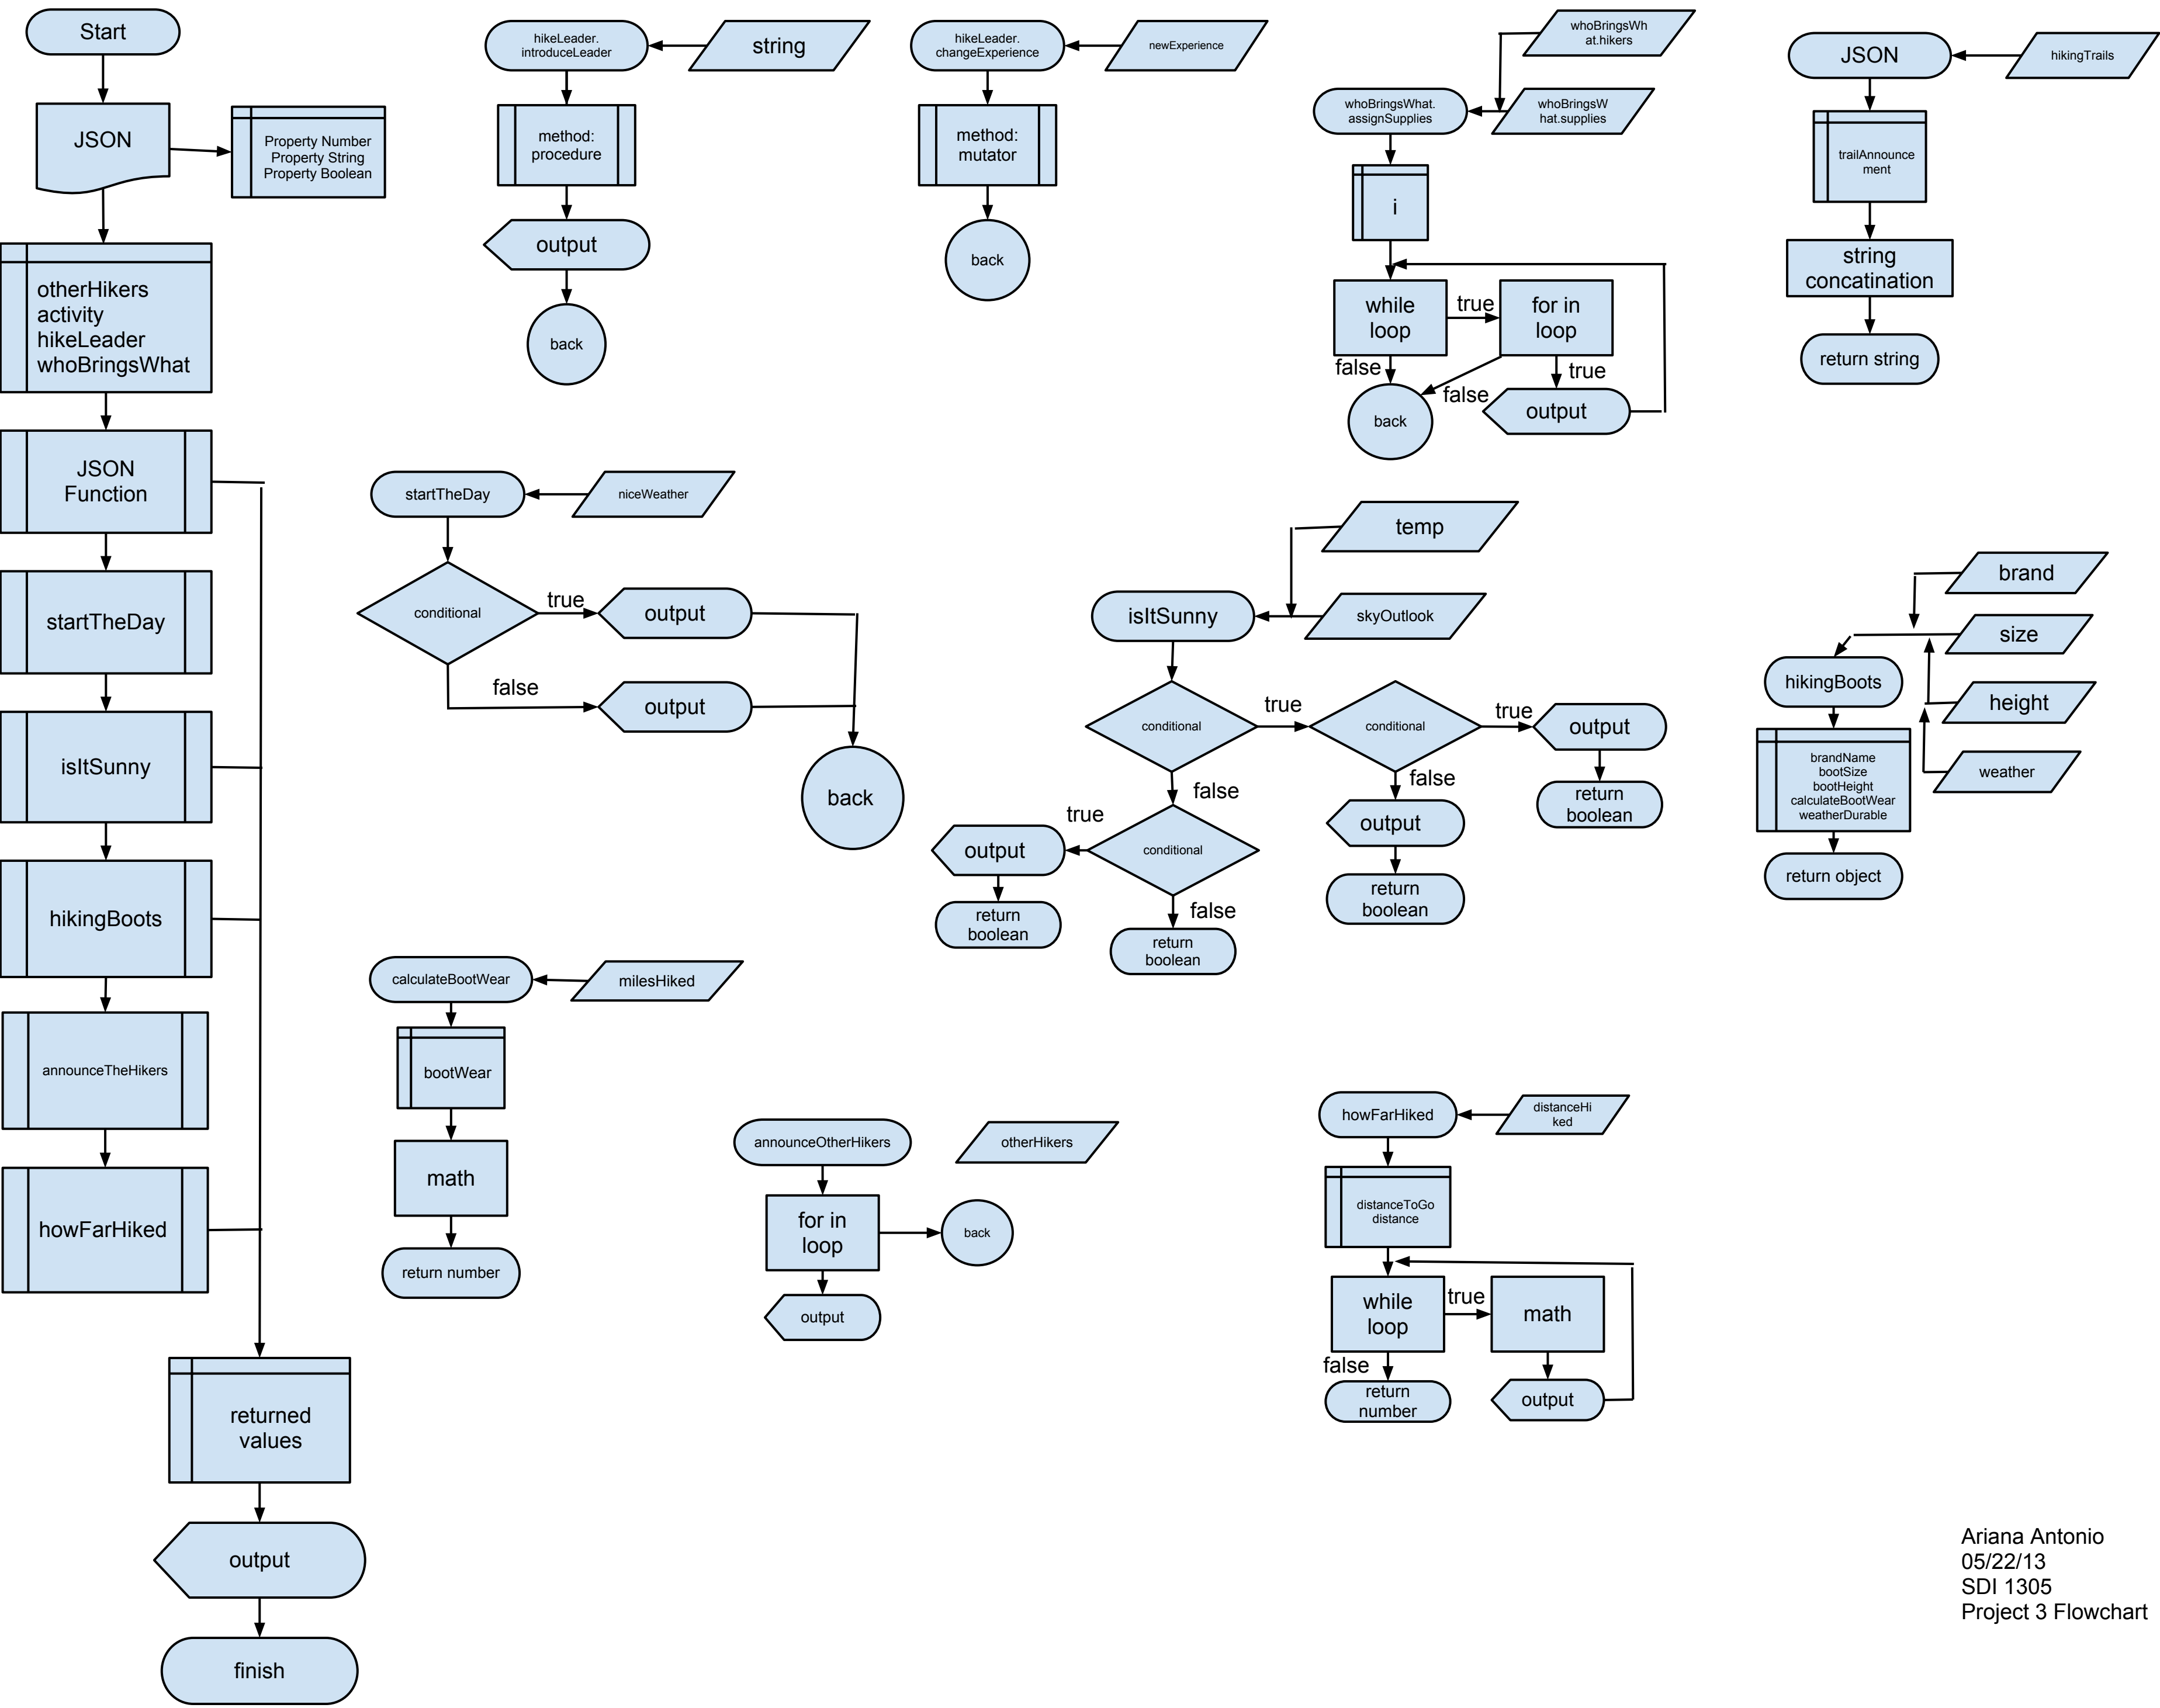 Start
JSON
Property Number
Property String
Property Boolean
otherHikers
activity
hikeLeader
whoBringsWhat
JSON
Function
startTheDay
isItSunny
hikingBoots
announceTheHikers
howFarHiked
returned
values
output
finish
hikeLeader.
introduceLeader
string
method:
procedure
output
back
hikeLeader.
changeExperience
newExperience
method:
mutator
back
whoBringsWh
at.hikers
whoBringsWhat.
assignSupplies
whoBringsW
hat.supplies
i
while
loop
true
for in
loop
false
true
false
back
output
JSON
hikingTrails
trailAnnounce
ment
string
concatination
return string
startTheDay
niceWeather
conditional
true
output
false
output
back
temp
isItSunny
skyOutlook
conditional
true
conditional
true
output
return
boolean
false
output
return
boolean
false
conditional
true
output
return
boolean
false
return
boolean
brand
size
hikingBoots
height
weather
brandName
bootSize
bootHeight
calculateBootWear
weatherDurable
return object
calculateBootWear
milesHiked
bootWear
math
return number
announceOtherHikers
otherHikers
for in
loop
back
output
howFarHiked
distanceHi
ked
distanceToGo
distance
while
loop
true
math
false
return
number
output
Ariana Antonio
05/22/13
SDI 1305
Project 3 Flowchart